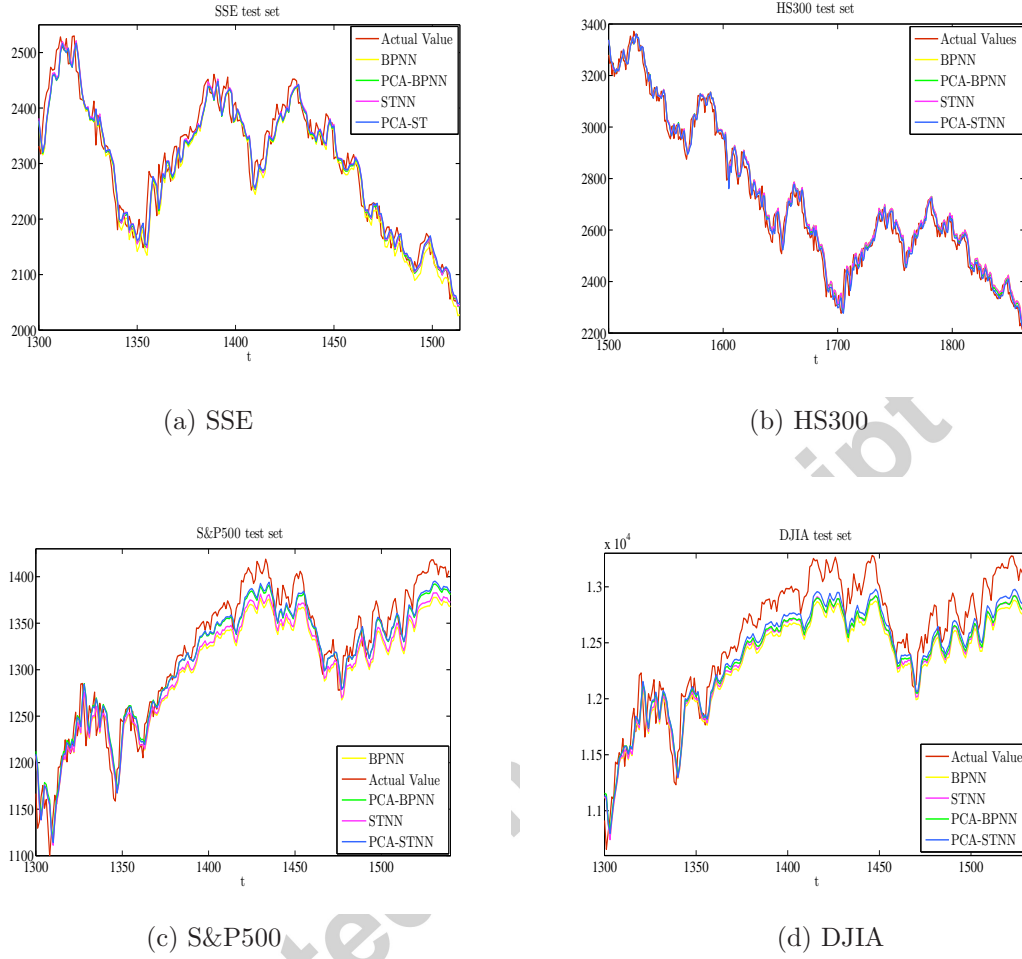 SSE test set
2500
2400
2300
2200
2100
2000
1300
1350
1400
1450
1500
t
Actual Value
BPNN
PCA-BPNN
STNN
PCA-ST
(a) SSE
HS300 test set
3400
3200
3000
2800
2600
2400
2200
1500
1600
1700
1800
t
Actual Values
BPNN
PCA-BPNN
STNN
PCA-STNN
(b) HS300
S&P500 test set
1400
1350
1300
1250
1200
1150
1100
1300
1350
1400
1450
1500
t
BPNN
Actual Value
PCA-BPNN
STNN
PCA-STNN
(c) S&P500
DJIA test set
x 10^4
1.3
1.25
1.2
1.15
1.1
1300
1350
1400
1450
1500
t
Actual Value
BPNN
STNN
PCA-BPNN
PCA-STNN
(d) DJIA